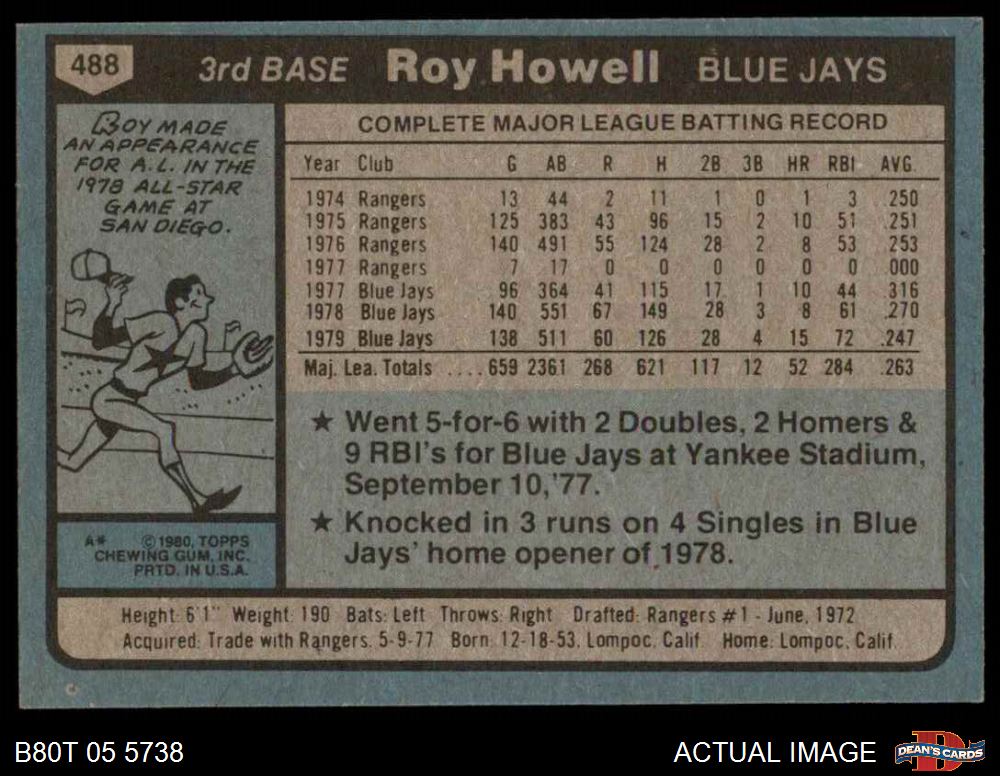 488 3rd BASE Roy Howell BLUE JAYS
ROY MADE
AN APPEARANCE
FOR A.L. IN THE
1978 ALL-STAR
GAME AT
SAN DIEGO.
A* © 1980, TOPPS
CHEWING GUM, INC.
PRTD. IN U.S.A.
COMPLETE MAJOR LEAGUE BATTING RECORD
Year Club G AB R H 2B 3B HR RBI AVG.
1974 Rangers 13 44 2 11 1 0 1 3 .250
1975 Rangers 125 383 43 96 15 2 10 51 .251
1976 Rangers 140 491 55 124 28 2 8 53 .253
1977 Rangers 7 17 0 0 0 0 0 0 .000
1977 Blue Jays 96 364 41 115 17 1 10 44 .316
1978 Blue Jays 140 551 67 149 28 3 8 61 .270
1979 Blue Jays 138 511 60 126 28 4 15 72 .247
Maj. Lea. Totals .... 659 2361 268 621 117 12 52 284 .263
★ Went 5-for-6 with 2 Doubles, 2 Homers &
9 RBI's for Blue Jays at Yankee Stadium,
September 10,'77.
★ Knocked in 3 runs on 4 Singles in Blue
Jays' home opener of 1978.
Height: 6'1" Weight: 190 Bats: Left Throws: Right Drafted: Rangers #1 - June, 1972
Acquired: Trade with Rangers, 5-9-77 Born: 12-18-53, Lompoc, Calif. Home: Lompoc, Calif.
B80T 05 5738 ACTUAL IMAGE DEAN'S CARDS